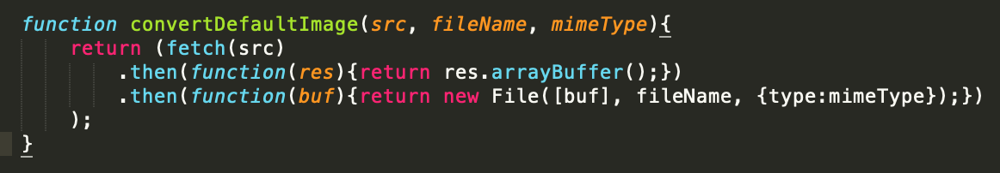 function convertDefaultImage(src, fileName, mimeType){
return (fetch(src)
.then(function(res){return res.arrayBuffer();})
.then(function(buf){return new File([buf], fileName, {type:mimeType});})
);
}